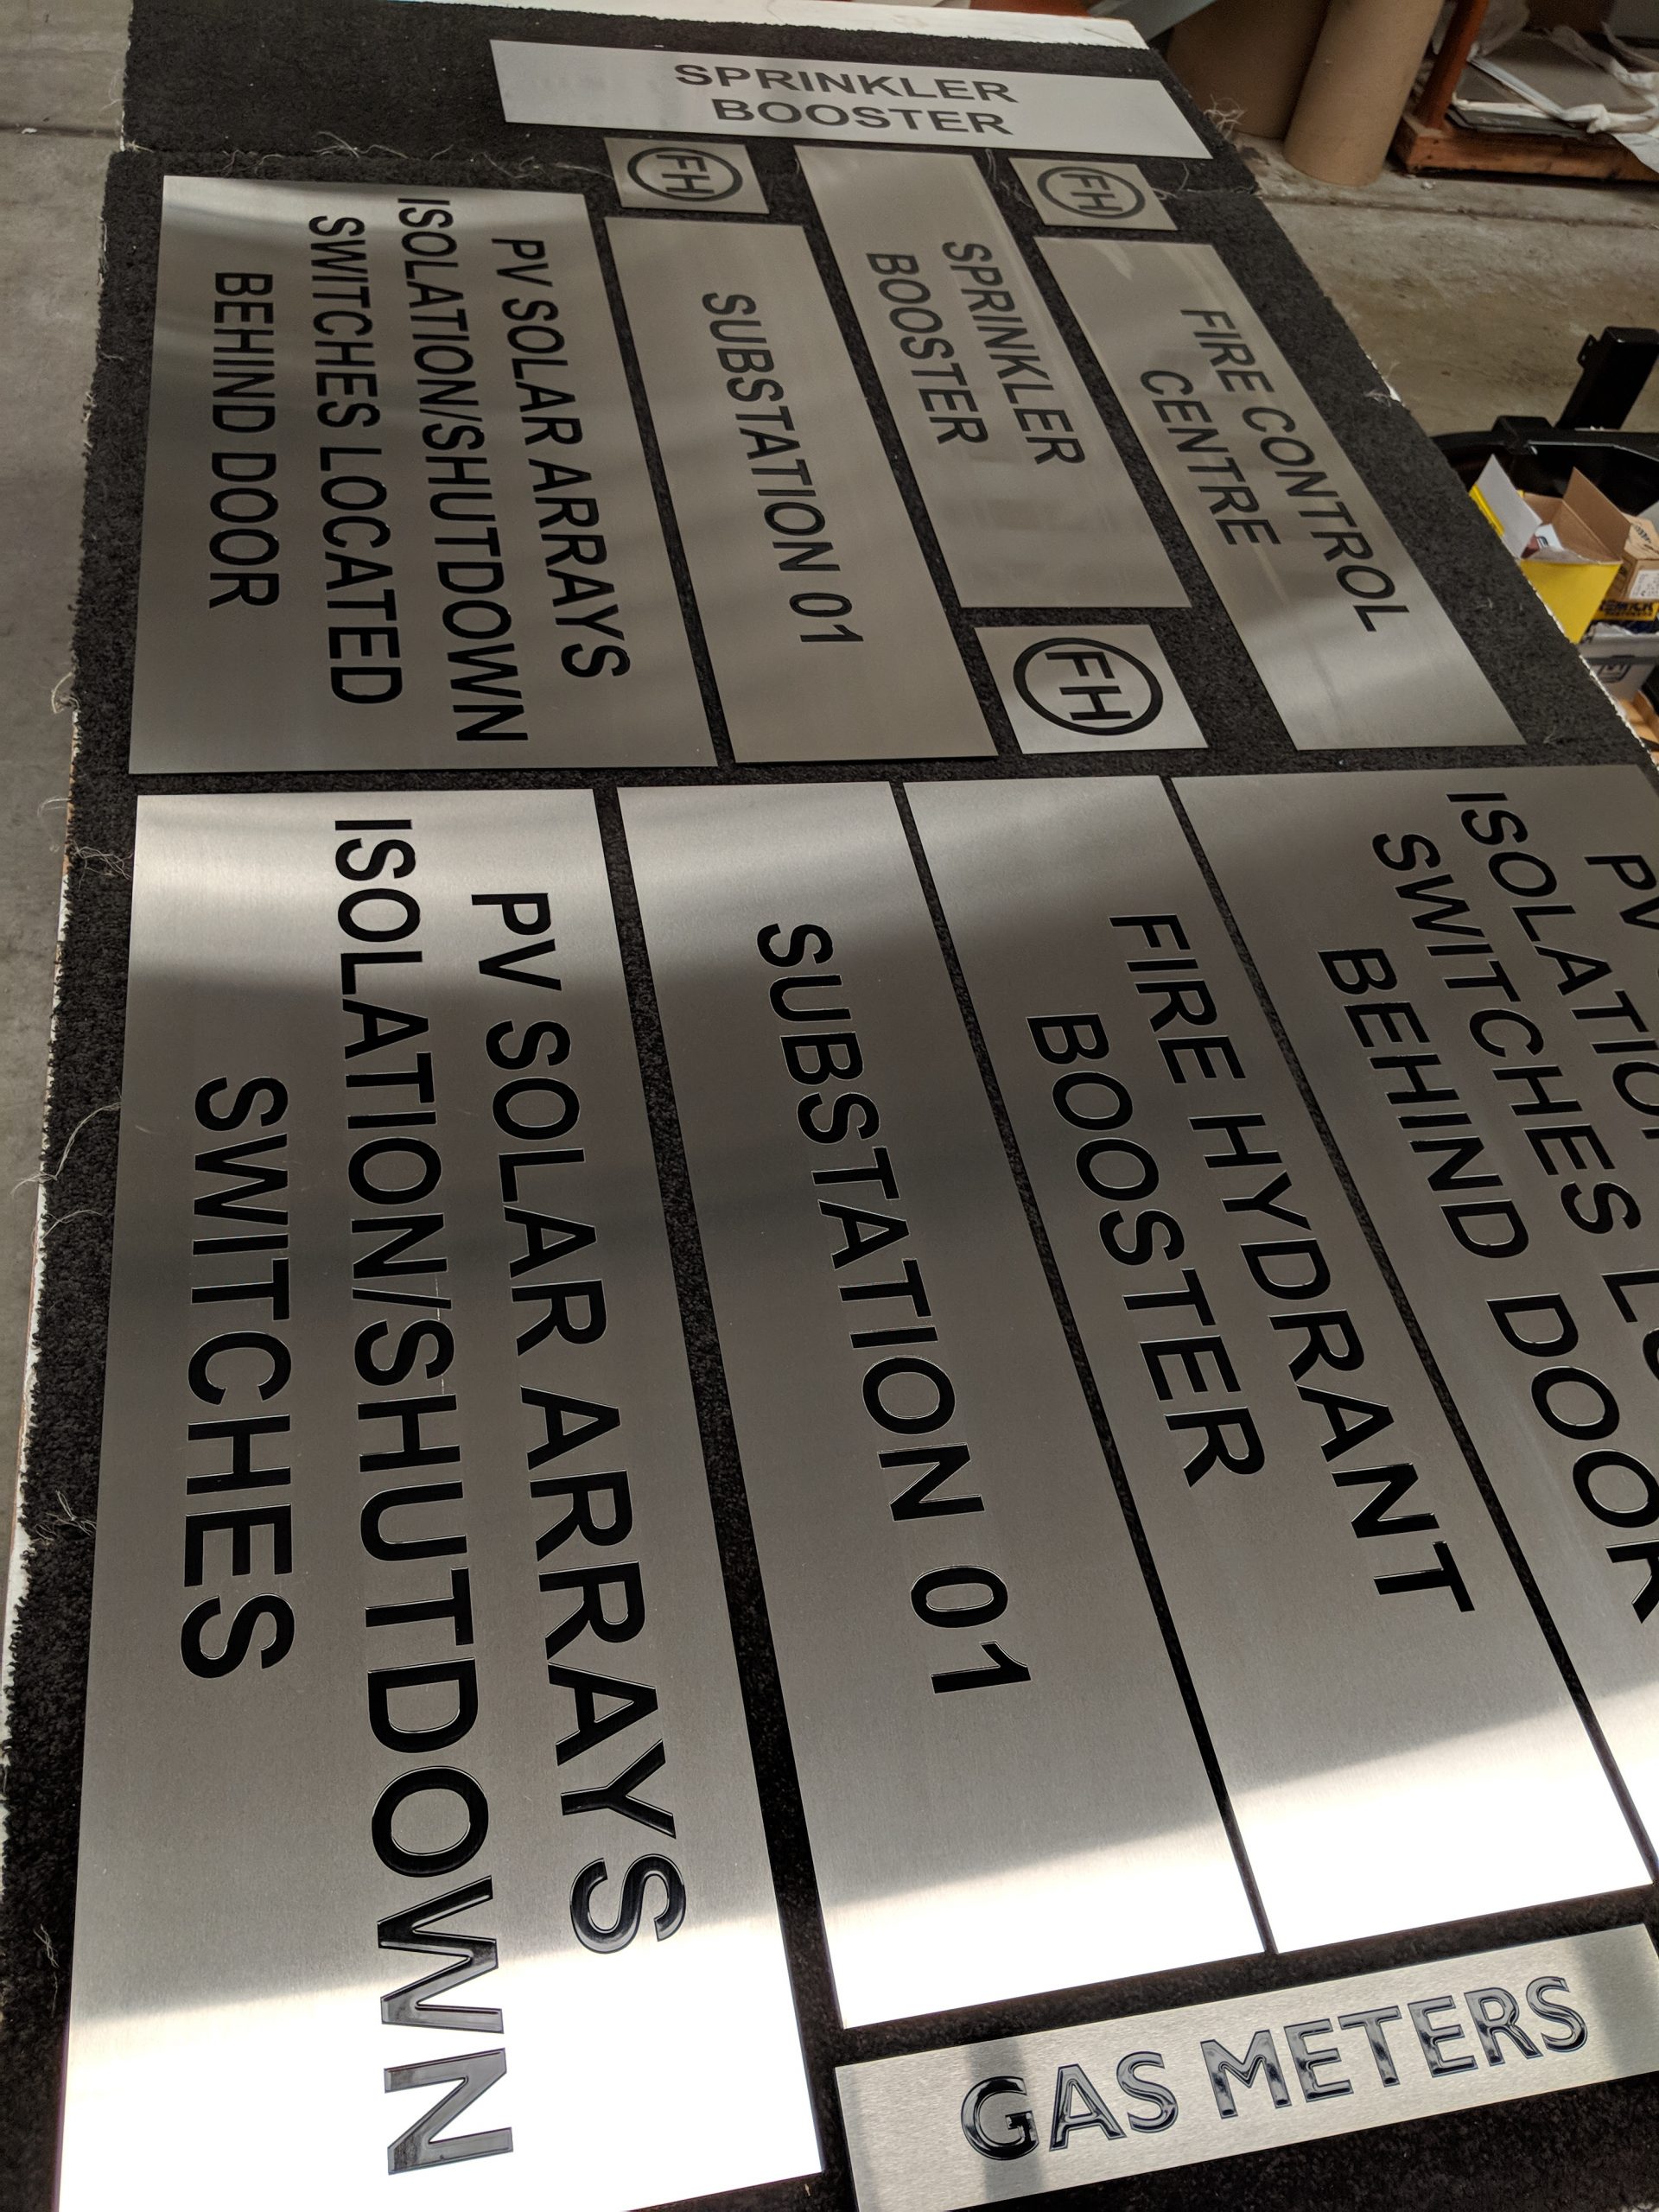 SPRINKLER
BOOSTER
FH
FH
PV SOLAR ARRAYS
ISOLATION/SHUTDOWN
SWITCHES LOCATED
BEHIND DOOR
SUBSTATION 01
SPRINKLER
BOOSTER
FIRE CONTROL
CENTRE
FH
PV SOLAR ARRAYS
ISOLATION/SHUTDOWN
SWITCHES
SUBSTATION 01
FIRE HYDRANT
BOOSTER
PV
SWITCHES
BEHIND DOOR
GAS METERS